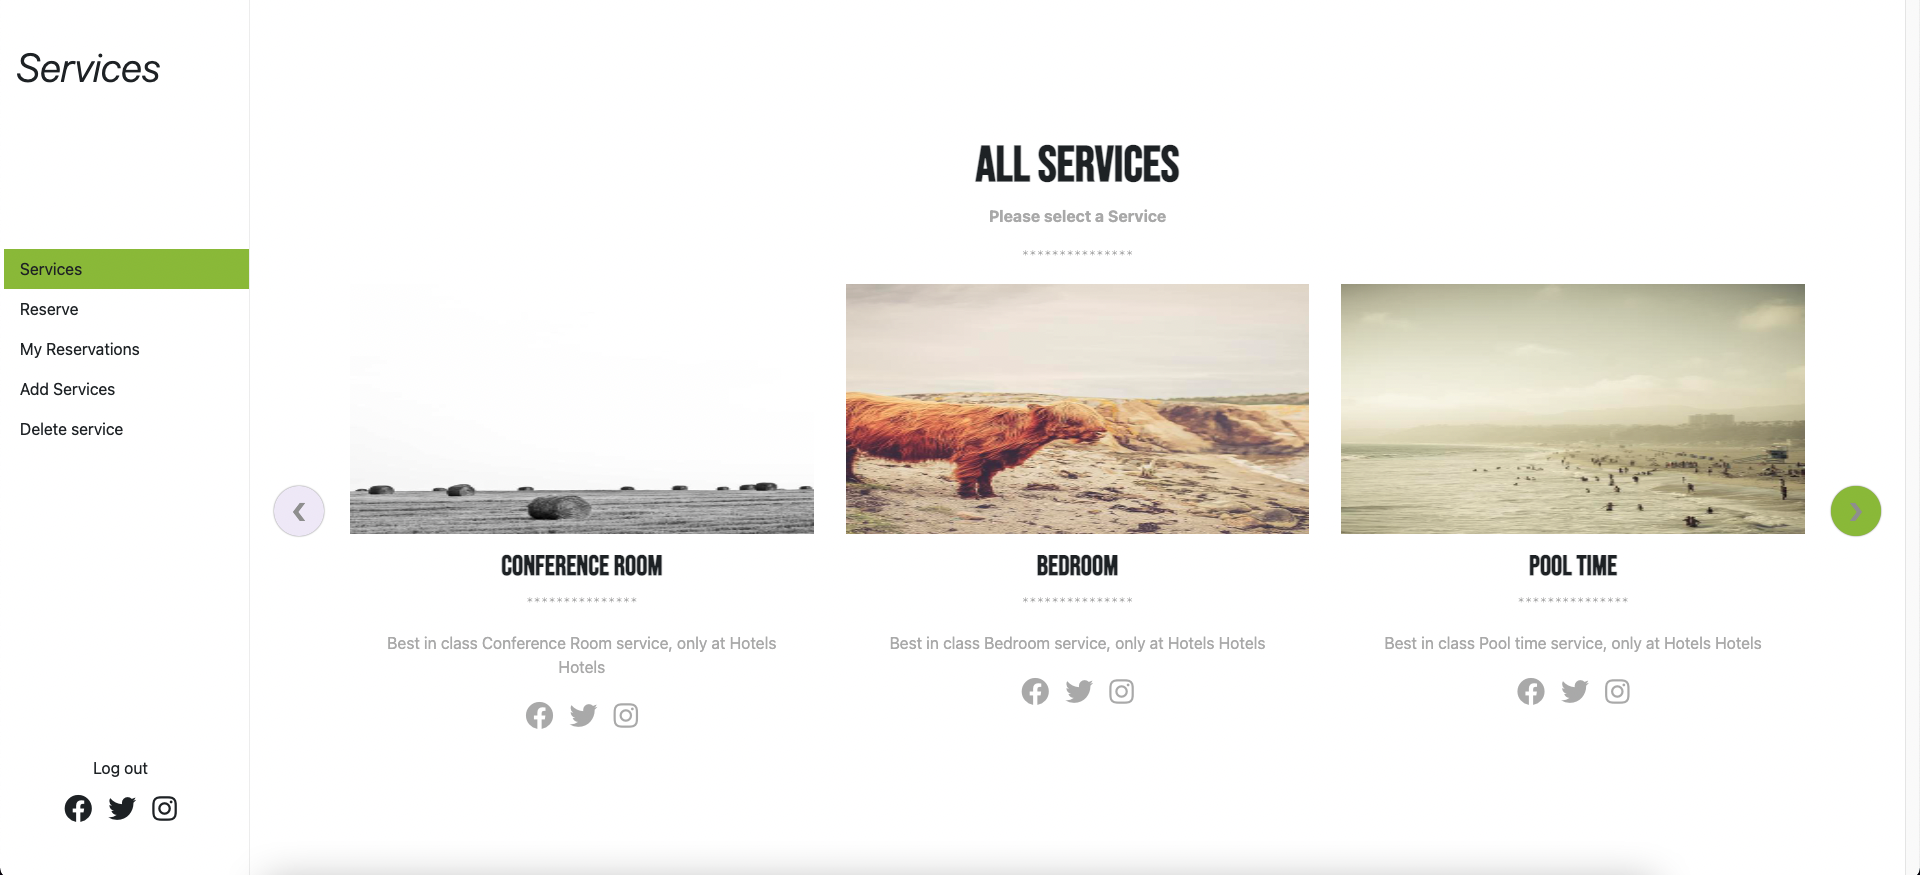 Services
Services
Reserve
My Reservations
Add Services
Delete service
Log out
ALL SERVICES
Please select a Service
***************
CONFERENCE ROOM
***************
Best in class Conference Room service, only at Hotels
Hotels
BEDROOM
***************
Best in class Bedroom service, only at Hotels Hotels
POOL TIME
***************
Best in class Pool time service, only at Hotels Hotels